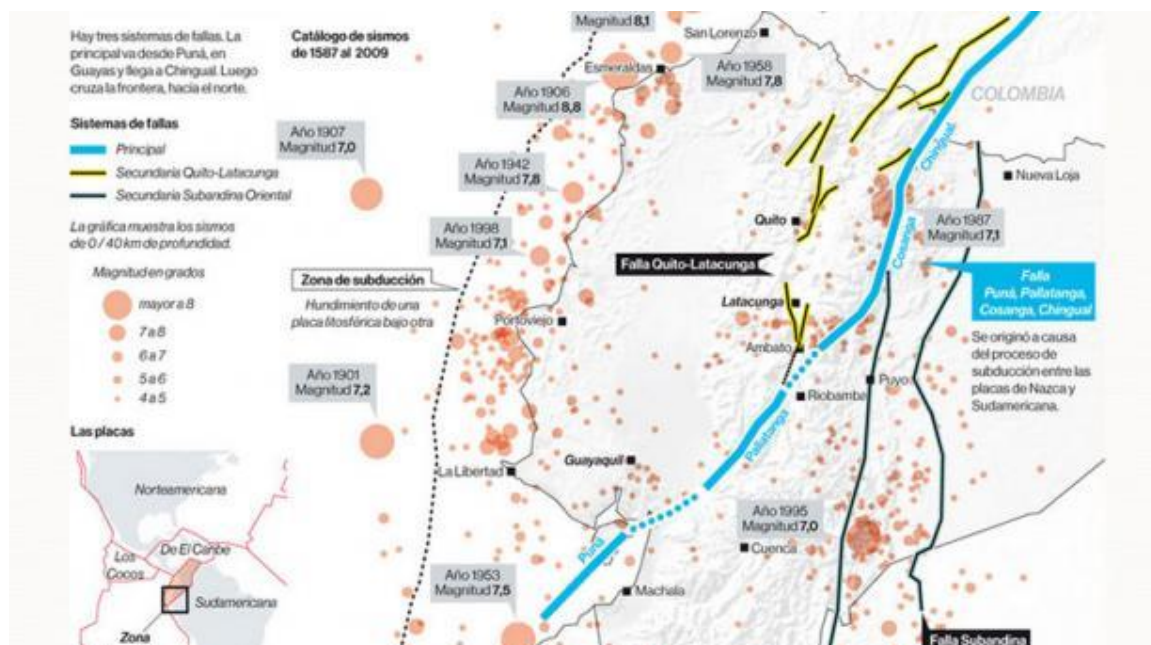 Hay tres sistemas de fallas. La
principal va desde Puná, en
Guayas y llega a Chingual. Luego
cruza la frontera, hacia el norte.
Sistemas de fallas
Principal
Secundaria Quito-Latacunga
Secundaria Subandina Oriental
La gráfica muestra los sismos
de 0 / 40 km de profundidad.
Magnitud en grados
mayor a 8
7 a 8
6 a 7
5 a 6
4 a 5
Las placas
Norteamericana
Los
Cocos
De El Caribe
Sudamericana
Zona
Catálogo de sismos
de 1587 al 2009
Magnitud 8,1
San Lorenzo
Esmeraldas
Año 1958
Magnitud 7,8
Año 1906
Magnitud 8,8
Año 1907
Magnitud 7,0
Año 1942
Magnitud 7,8
Año 1998
Magnitud 7,1
Zona de subducción
Hundimiento de una
placa litosférica bajo otra
Portoviejo
Año 1901
Magnitud 7,2
La Libertad
Guayaquil
Año 1953
Magnitud 7,5
Puná
Machala
Cuenca
Año 1995
Magnitud 7,0
Pallatanga
Riobamba
Puyo
Ambato
Latacunga
Falla Quito-Latacunga
Quito
Cosanga
Chingual
COLOMBIA
Nueva Loja
Año 1987
Magnitud 7,1
Falla
Puná, Pallatanga,
Cosanga, Chingual
Se originó a causa
del proceso de
subducción entre las
placas de Nazca y
Sudamericana.
Falla Subandina